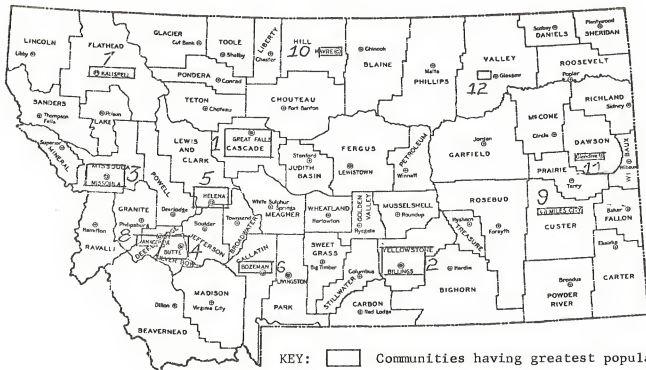 LINCOLN
Libby
FLATHEAD
7
KALISPELL
GLACIER
Cut Bank
TOOLE
Shelby
LIBERTY
Chester
HILL
10
HAVRE
Chinook
BLAINE
Malta
PHILLIPS
VALLEY
Glasgow
12
Scobey
DANIELS
Plentywood
SHERIDAN
ROOSEVELT
Poplar
PONDERA
Conrad
TETON
Choteau
CHOUTEAU
Fort Benton
SANDERS
Thompson
Falls
LAKE
Polson
Superior
MINERAL
MISSOULA
3
MISSOULA
POWELL
LEWIS
AND
CLARK
1
GREAT FALLS
CASCADE
5
HELENA
Stanford
JUDITH
BASIN
FERGUS
LEWISTOWN
PETROLEUM
Winnett
Jordan
GARFIELD
McCONE
Circle
RICHLAND
Sidney
DAWSON
Glendive
11
PRAIRIE
Terry
WIBAUX
Wibaux
GRANITE
Philipsburg
Deerlodge
Hamilton
RAVALLI
8
DEER LODGE
ANACONDA
BUTTE
4
SILVER BOW
Boulder
JEFFERSON
Townsend
BROADWATER
White Sulphur
Springs
MEAGHER
WHEATLAND
Harlowton
GOLDEN
VALLEY
Ryegate
MUSSELSHELL
Roundup
TREASURE
Hysham
ROSEBUD
Forsyth
9
MILES CITY
CUSTER
Baker
FALLON
Ekalaka
CARTER
GALLATIN
BOZEMAN
6
LIVINGSTON
PARK
SWEET
GRASS
Big Timber
STILLWATER
Columbus
YELLOWSTONE
BILLINGS
2
Hardin
BIGHORN
Broadus
POWDER
RIVER
CARBON
Red Lodge
MADISON
Virginia City
Dillon
BEAVERHEAD
KEY: Communities having greatest popula